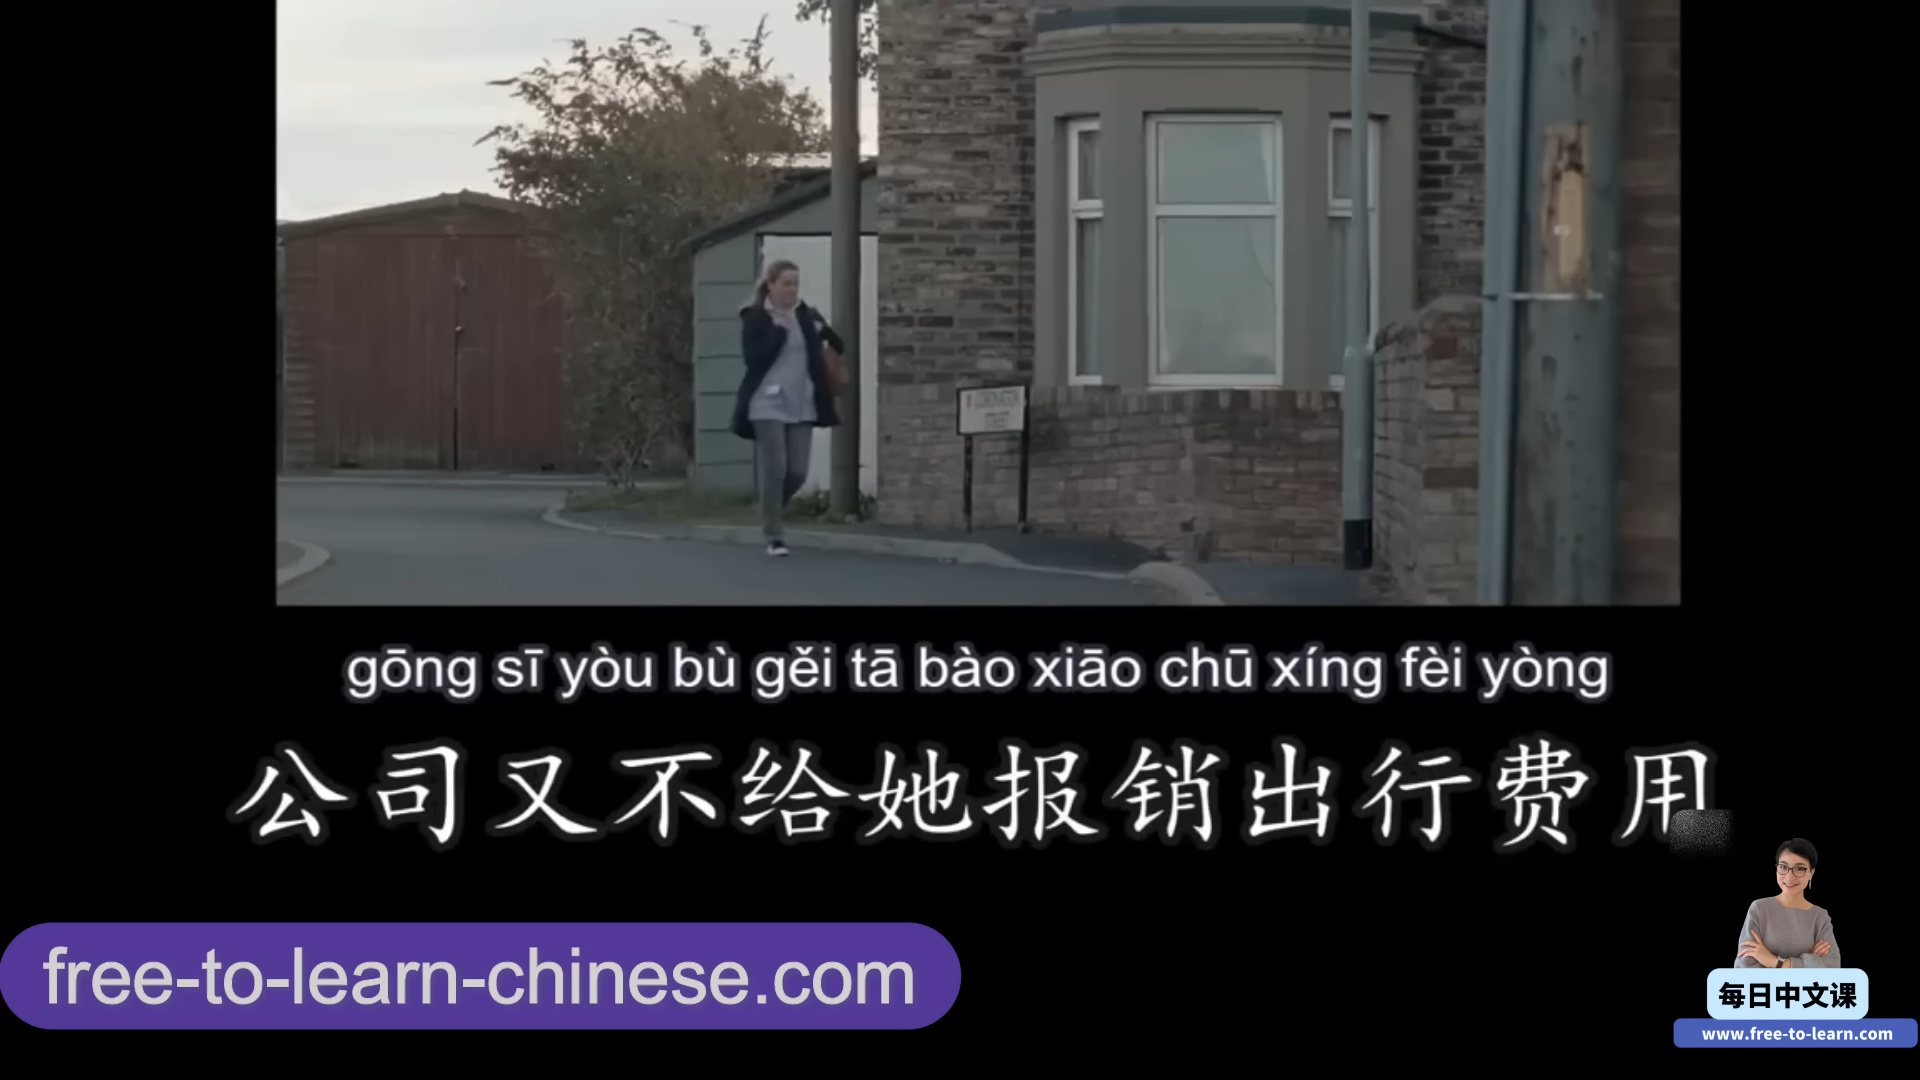 gōng sī yòu bù gěi tā bào xiāo chū xíng fèi yòng
公司又不给她报销出行费用
free-to-learn-chinese.com
每日中文课
www.free-to-learn.com